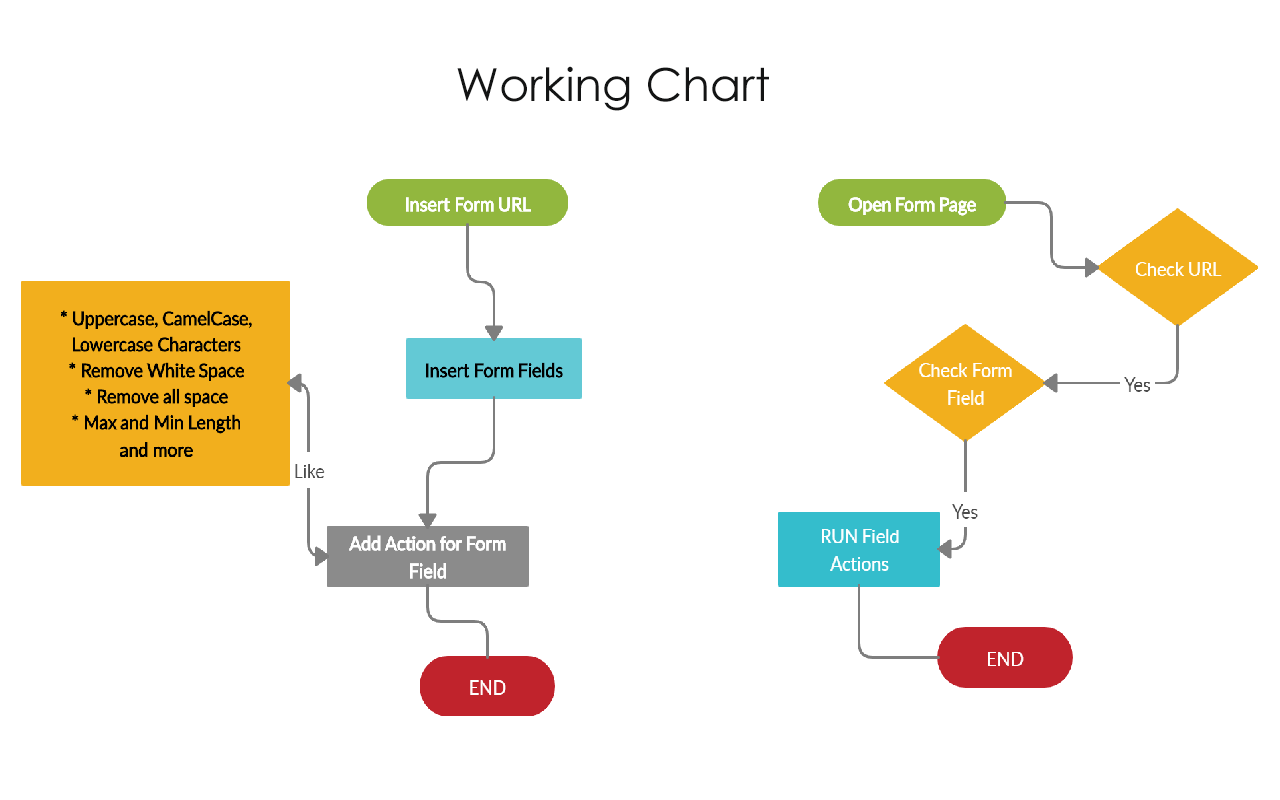 Working Chart
Insert Form URL
* Uppercase, CamelCase,
Lowercase Characters
* Remove White Space
* Remove all space
* Max and Min Length
and more
Insert Form Fields
Like
Add Action for Form
Field
END
Open Form Page
Check URL
Yes
Check Form
Field
Yes
RUN Field
Actions
END